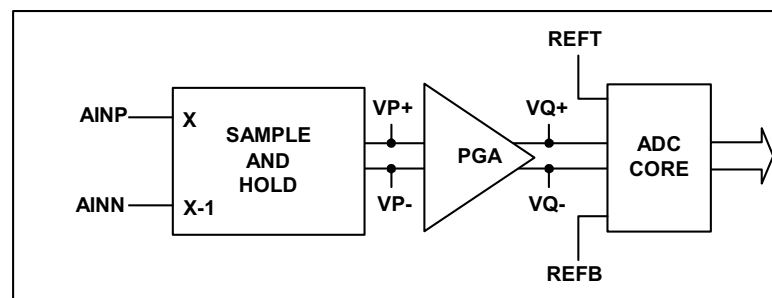 REFT
AINP
X
SAMPLE
AND
HOLD
VP+
PGA
VQ+
ADC
CORE
AINN
X-1
VP-
VQ-
REFB